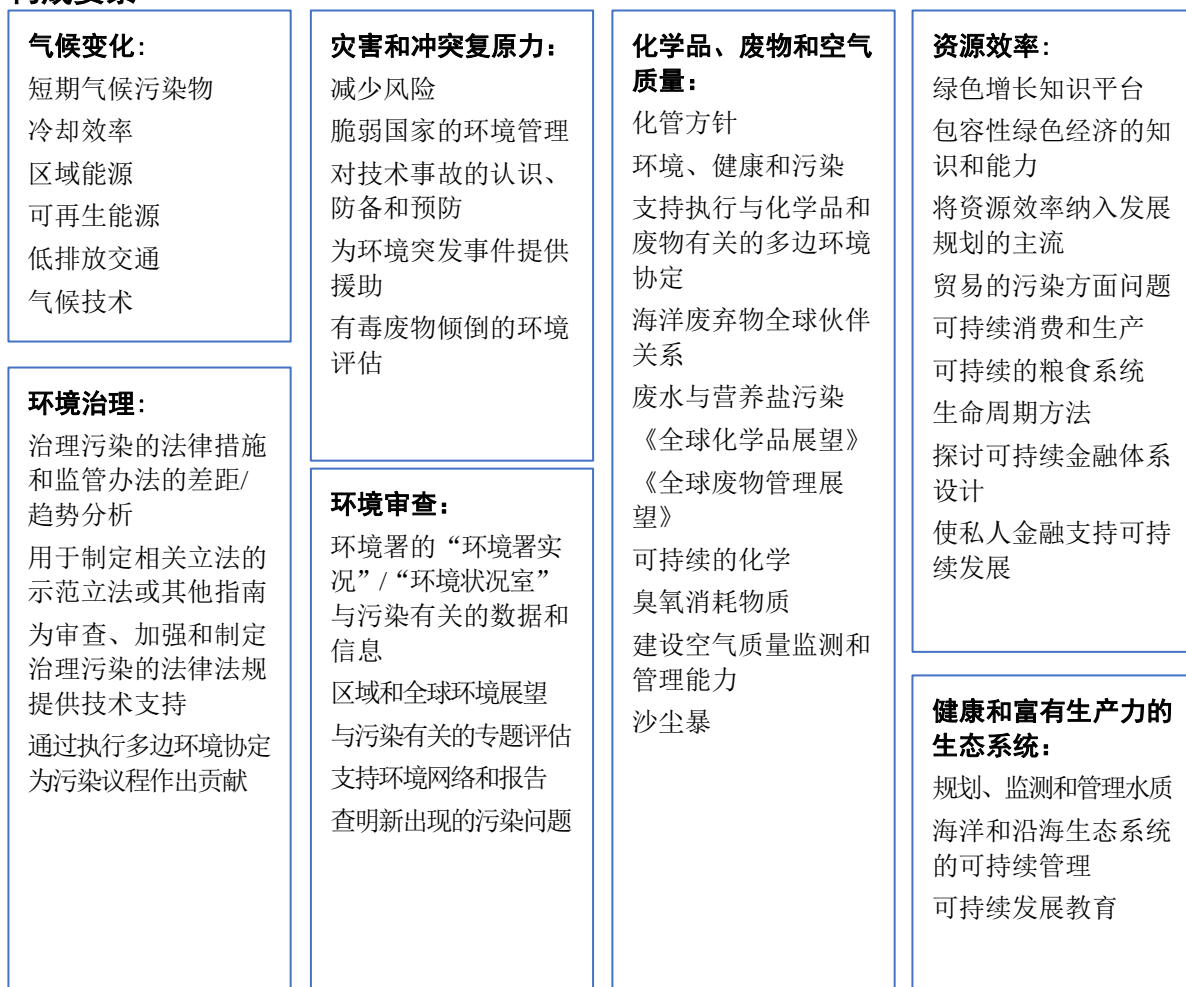 气候变化:
短期气候污染物
冷却效率
区域能源
可再生能源
低排放交通
气候技术
环境治理:
治理污染的法律措施
和监管办法的差距/
趋势分析
用于制定相关立法的
示范立法或其他指南
为审查、加强和制定
治理污染的法律法规
提供技术支持
通过执行多边环境协定
为污染议程作出贡献
灾害和冲突复原力：
减少风险
脆弱国家的环境管理
对技术事故的认识、
防备和预防
为环境突发事件提供
援助
有毒废物倾倒的环境
评估
环境审查：
环境署的“环境署实
况”/“环境状况室”
与污染有关的数据和
信息
区域和全球环境展望
与污染有关的专题评估
支持环境网络和报告
查明新出现的污染问题
化学品、废物和空气
质量：
化管方针
环境、健康和污染
支持执行与化学品和
废物有关的多边环境
协定
海洋废弃物全球伙伴
关系
废水与营养盐污染
《全球化学品展望》
《全球废物管理展
望》
可持续的化学
臭氧消耗物质
建设空气质量监测和
管理能力
沙尘暴
资源效率:
绿色增长知识平台
包容性绿色经济的知
识和能力
将资源效率纳入发展
规划的主流
贸易的污染方面问题
可持续消费和生产
可持续的粮食系统
生命周期方法
探讨可持续金融体系
设计
使私人金融支持可持
续发展
健康和富有生产力的
生态系统：
规划、监测和管理水质
海洋和沿海生态系统
的可持续管理
可持续发展教育